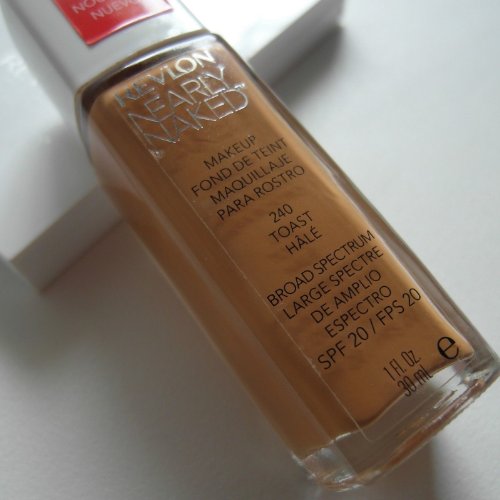 NUEVO
REVLON
NEARLY
NAKED
MAKEUP
FOND DE TEINT
MAQUILLAJE
PARA ROSTRO
240
TOAST
HÂLÉ
BROAD SPECTRUM
LARGE SPECTRE
DE AMPLIO
ESPECTRO
SPF 20 / FPS 20
1 Fl. Oz.
30 mL e